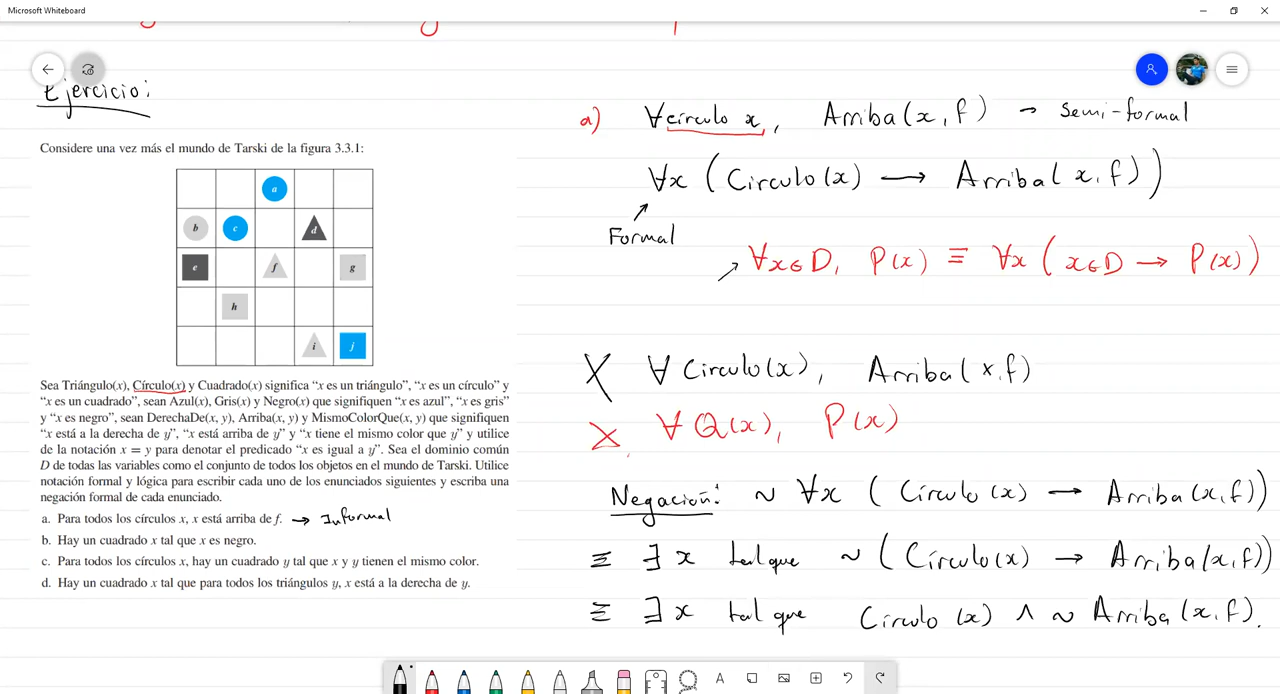 Microsoft Whiteboard
Ejercicio:
Considere una vez más el mundo de Tarski de la figura 3.3.1:
a
b c d
e f g
h
i j
Sea Triángulo(x), Círculo(x) y Cuadrado(x) significa “x es un triángulo”, “x es un círculo” y
“x es un cuadrado”, sean Azul(x), Gris(x) y Negro(x) que signifiquen “x es azul”, “x es gris”
y “x es negro”, sean DerechaDe(x, y), Arriba(x, y) y MismoColorQue(x, y) que signifiquen
“x está a la derecha de y”, “x está arriba de y” y “x tiene el mismo color que y” y utilice
de la notación x = y para denotar el predicado “x es igual a y”. Sea el dominio común
D de todas las variables como el conjunto de todos los objetos en el mundo de Tarski. Utilice
notación formal y lógica para escribir cada uno de los enunciados siguientes y escriba una
negación formal de cada enunciado.
a. Para todos los círculos x, x está arriba de f. → Informal
b. Hay un cuadrado x tal que x es negro.
c. Para todos los círculos x, hay un cuadrado y tal que x y y tienen el mismo color.
d. Hay un cuadrado x tal que para todos los triángulos y, x está a la derecha de y.
a) ∀círculo x, Arriba(x, f) → Semi-formal
∀x (Círculo(x) → Arriba(x, f))
Formal
∀x∈D, P(x) ≡ ∀x (x∈D → P(x))
X ∀ Círculo(x), Arriba(x, f)
X ∀ Q(x), P(x)
Negación: ~ ∀x (Círculo(x) → Arriba(x, f))
≡ ∃ x tal que ~ (Círculo(x) → Arriba(x, f))
≡ ∃ x tal que Círculo(x) ∧ ~ Arriba(x, f).
A